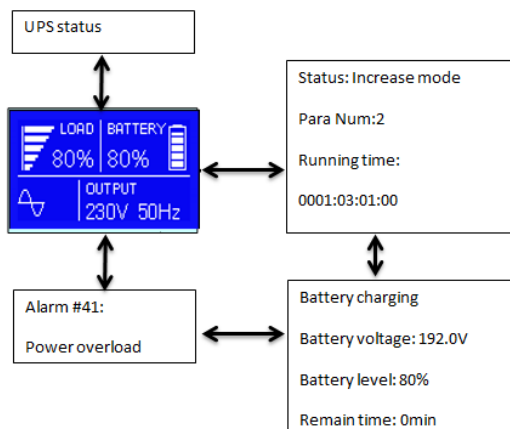 UPS status
LOAD BATTERY
80% 80%
OUTPUT
230V 50Hz
Status: Increase mode
Para Num:2
Running time:
0001:03:01:00
Alarm #41:
Power overload
Battery charging
Battery voltage: 192.0V
Battery level: 80%
Remain time: 0min